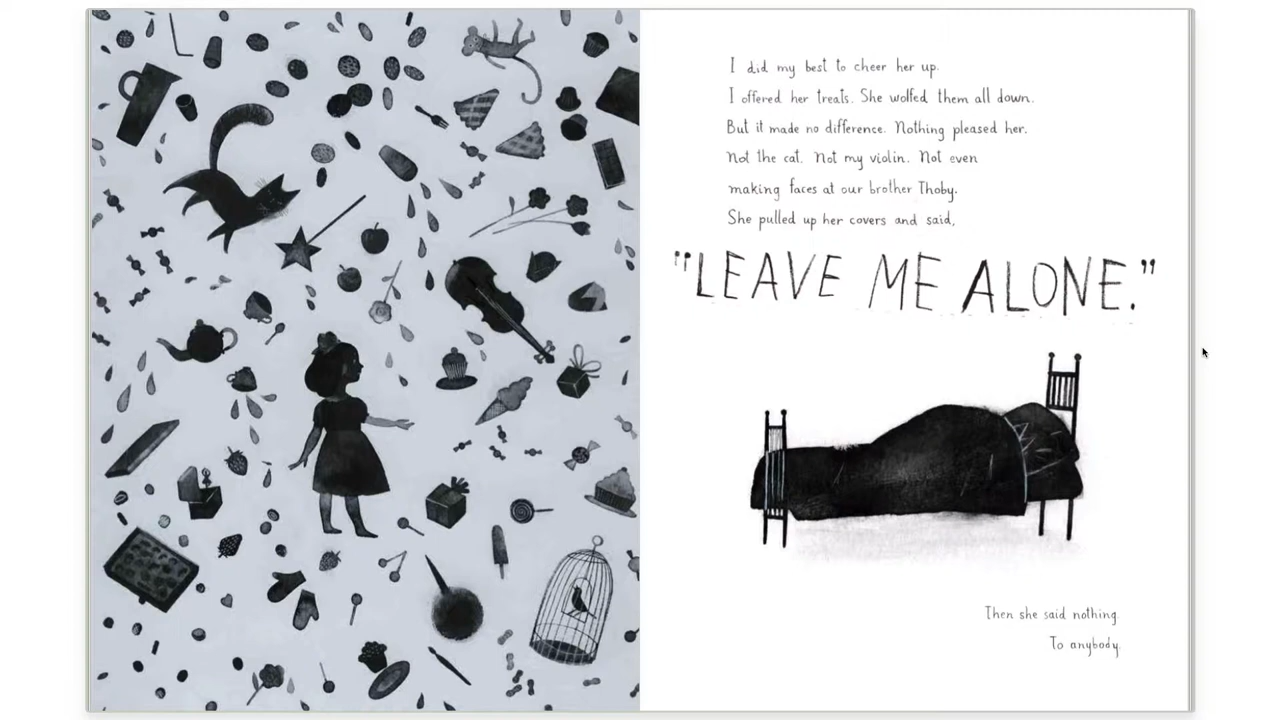 I did my best to cheer her up.
I offered her treats. She wolfed them all down.
But it made no difference. Nothing pleased her.
Not the cat. Not my violin. Not even
making faces at our brother Thoby.
She pulled up her covers and said,
"LEAVE ME ALONE."
Then she said nothing.
To anybody.